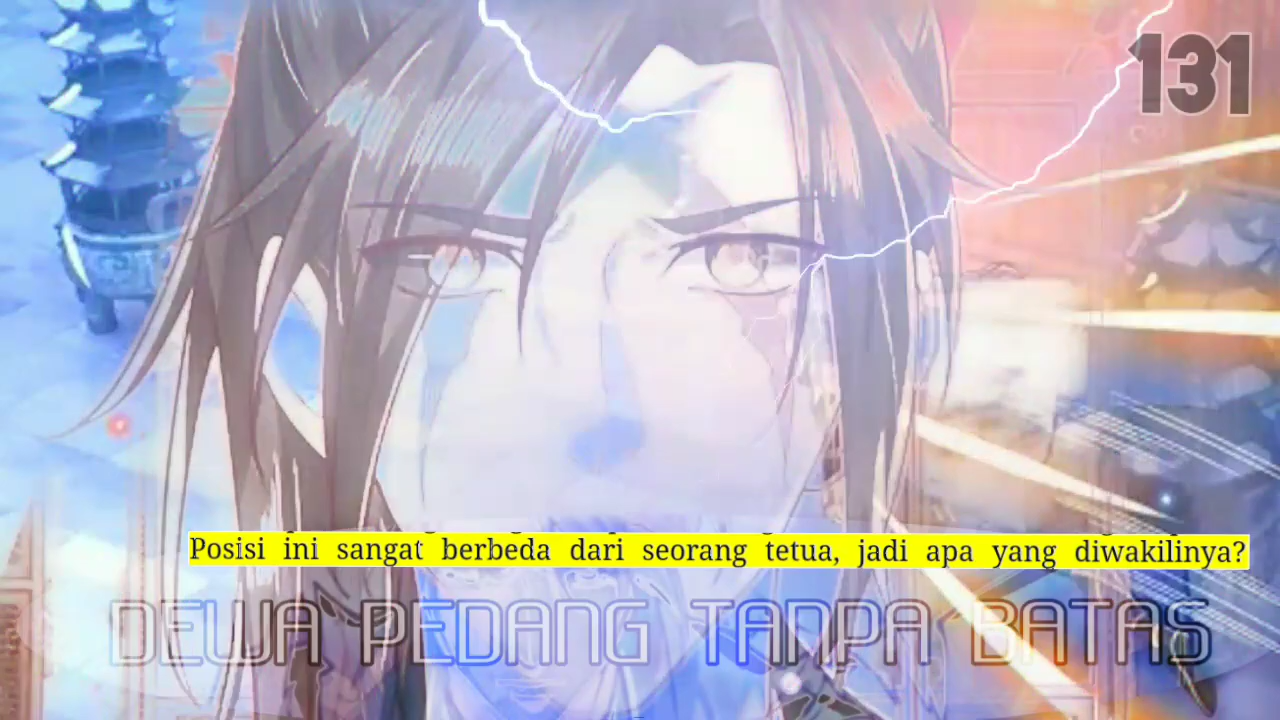 131
Posisi ini sangat berbeda dari seorang tetua, jadi apa yang diwakilinya?
DEWA PEDANG TANPA BATAS